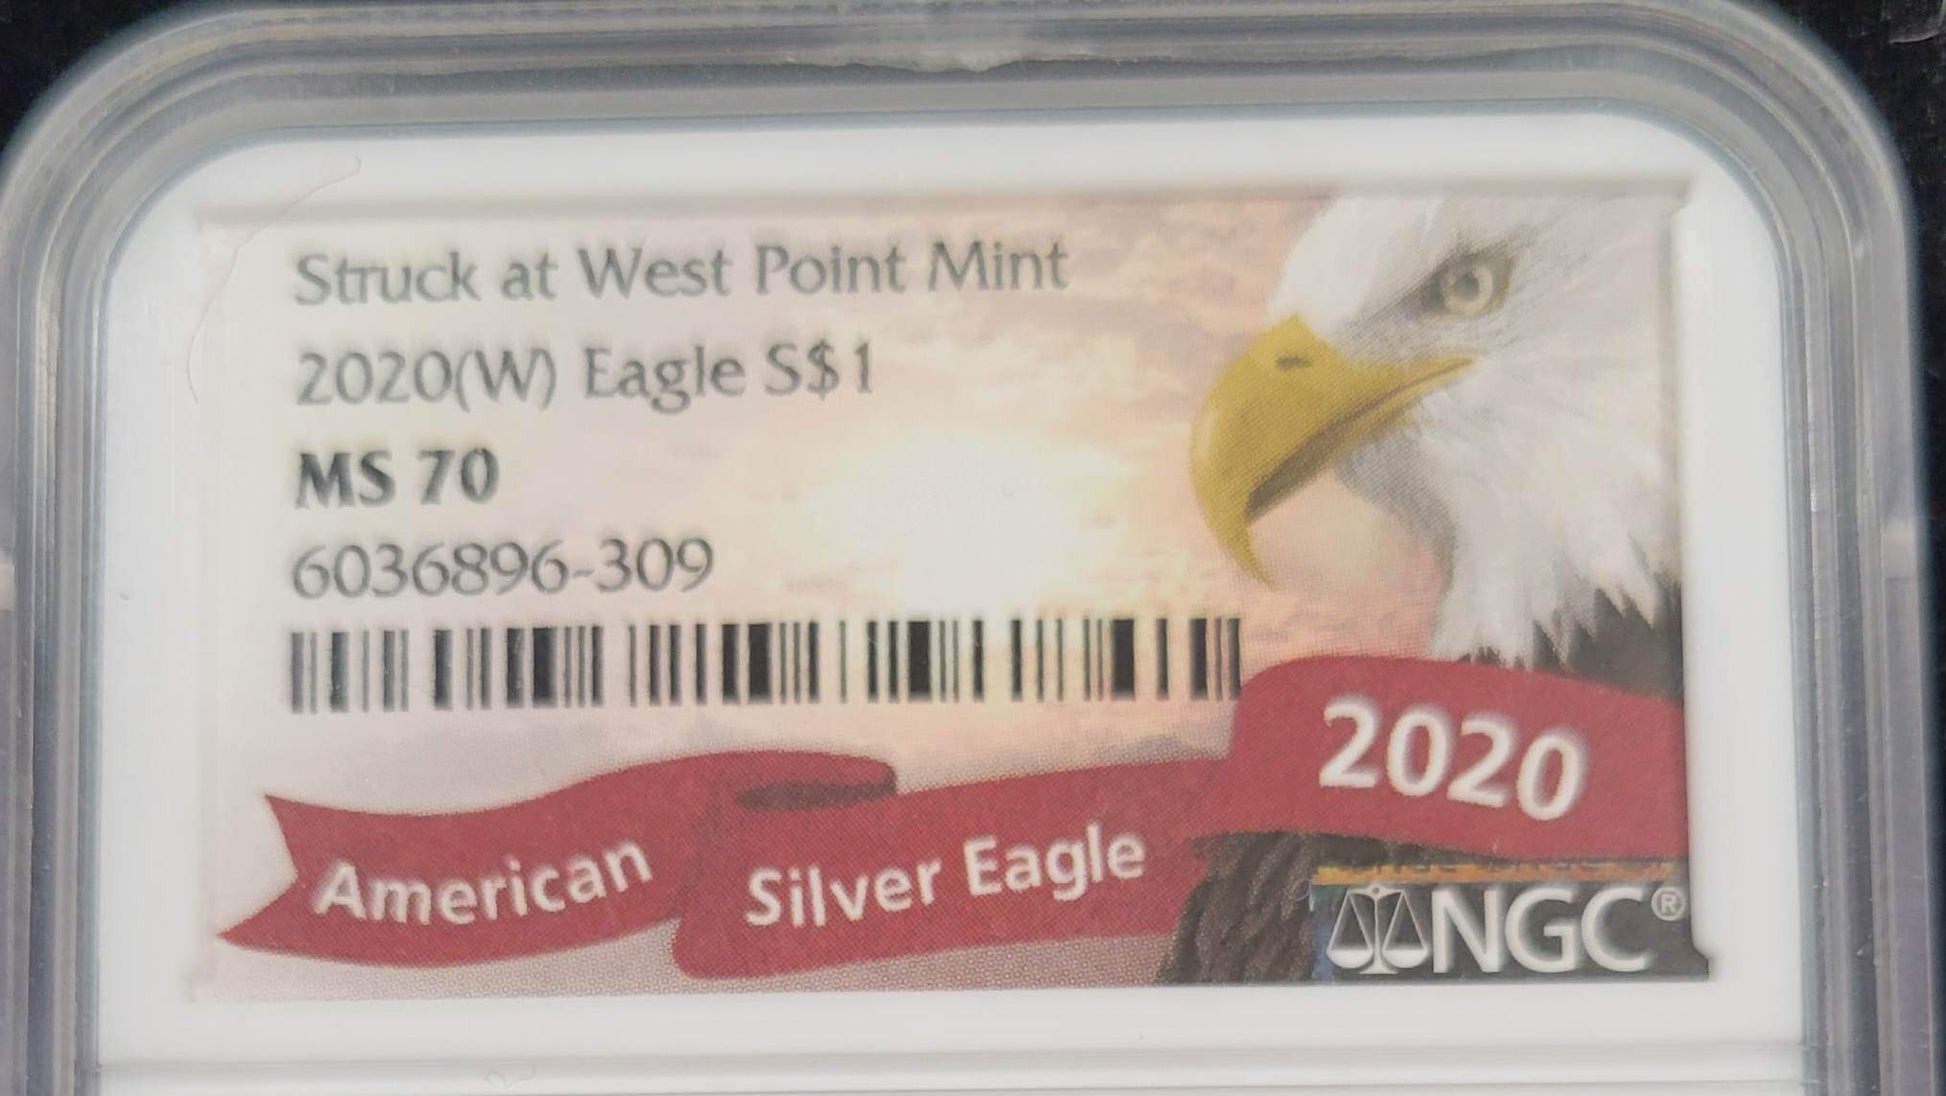 Struck at West Point Mint
2020(W) Eagle S$1
MS 70
6036896-309
2020
American Silver Eagle
NGC®